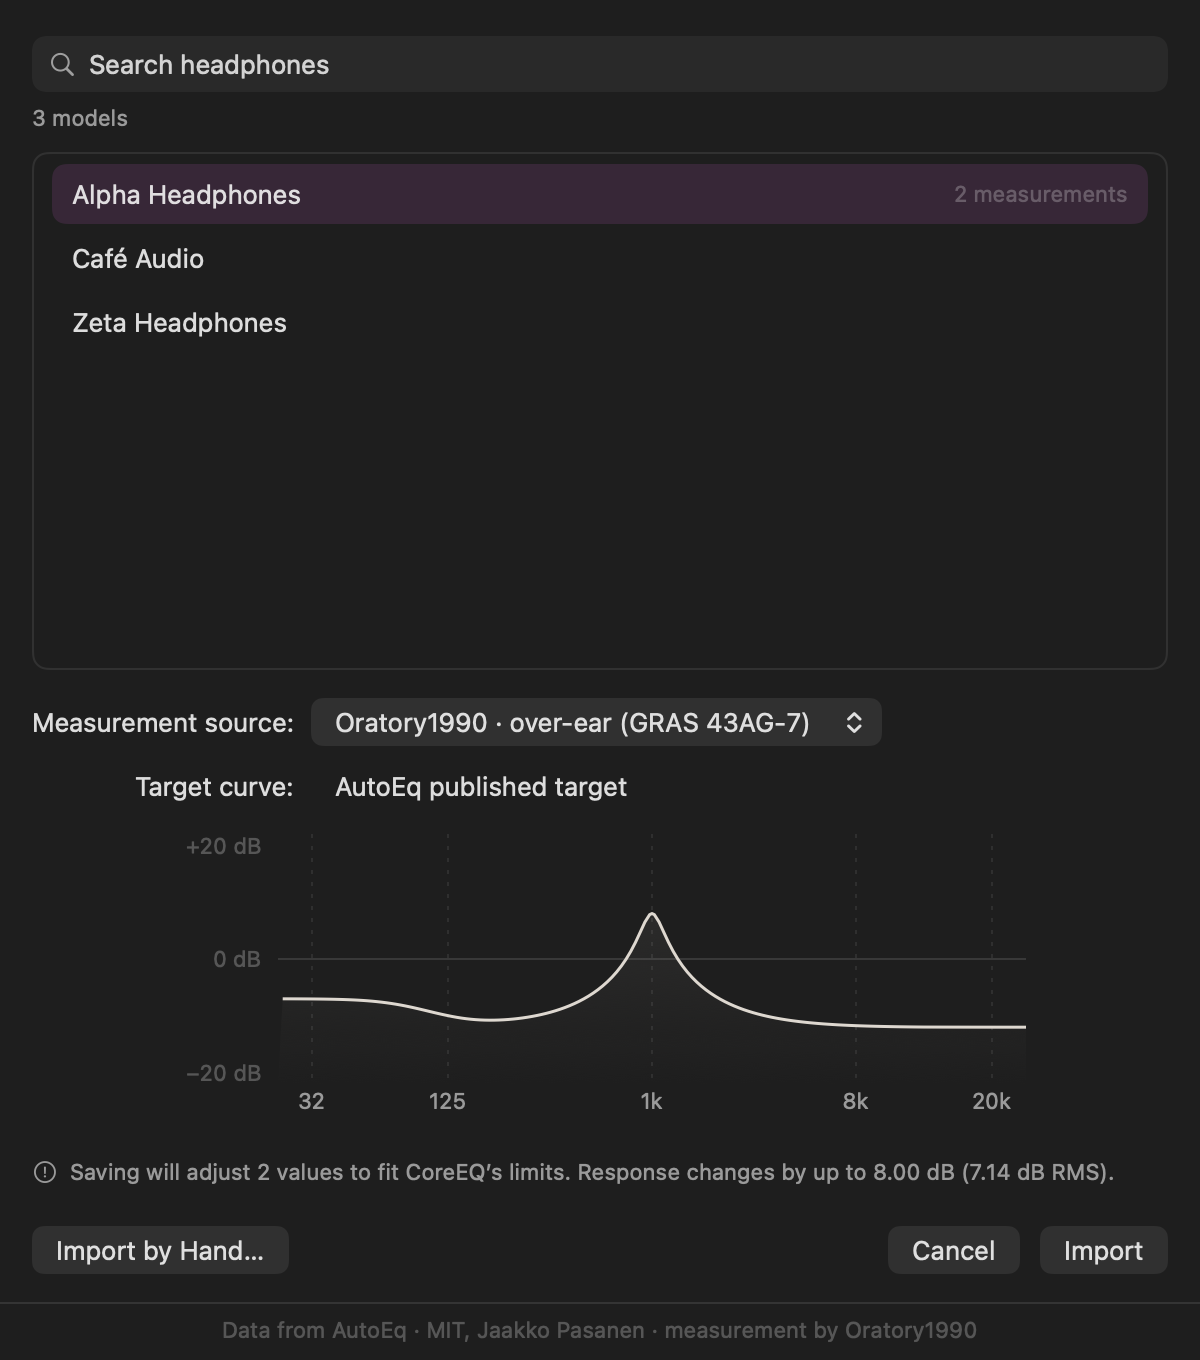 Search headphones
3 models
Alpha Headphones 2 measurements
Café Audio
Zeta Headphones
Measurement source: Oratory1990 · over-ear (GRAS 43AG-7)
Target curve: AutoEq published target
+20 dB
0 dB
−20 dB
32 125 1k 8k 20k
Saving will adjust 2 values to fit CoreEQ’s limits. Response changes by up to 8.00 dB (7.14 dB RMS).
Import by Hand... Cancel Import
Data from AutoEq · MIT, Jaakko Pasanen · measurement by Oratory1990